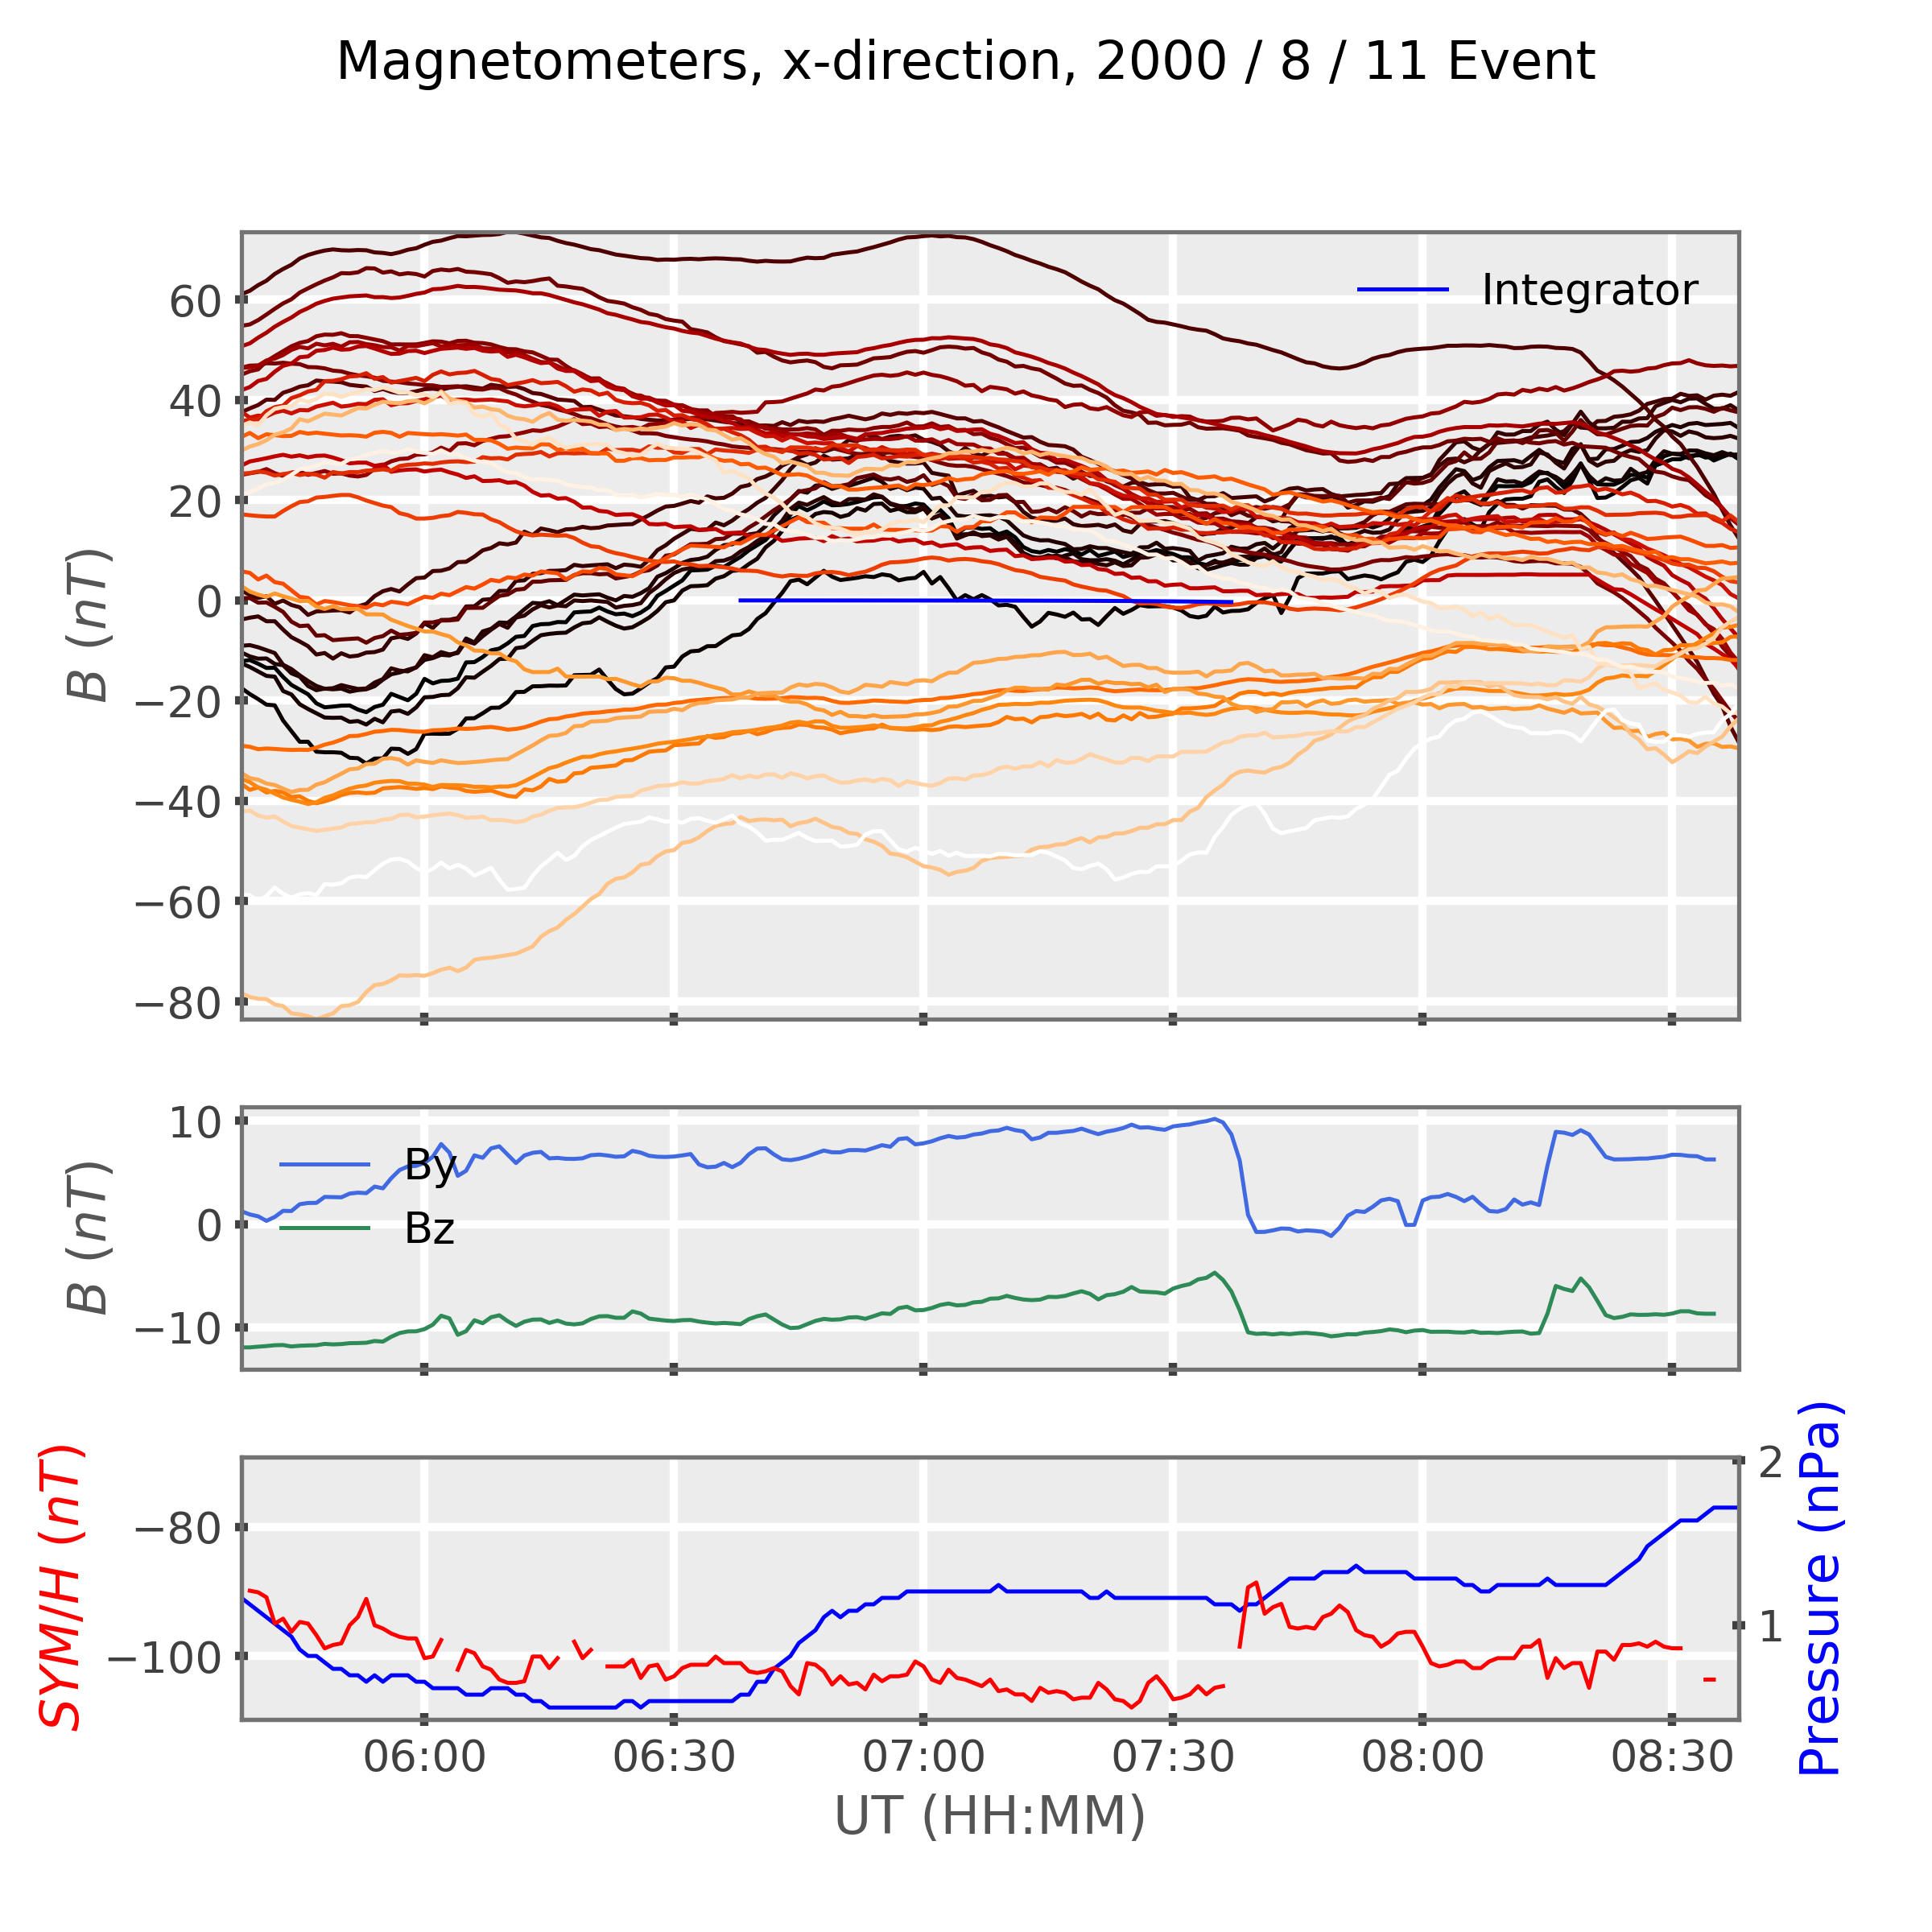 Magnetometers, x-direction, 2000 / 8 / 11 Event
B (nT)
60
40
20
0
−20
−40
−60
−80
Integrator
B (nT)
10
0
−10
By
Bz
SYM/H (nT)
−80
−100
2
1
Pressure (nPa)
06:00 06:30 07:00 07:30 08:00 08:30
UT (HH:MM)